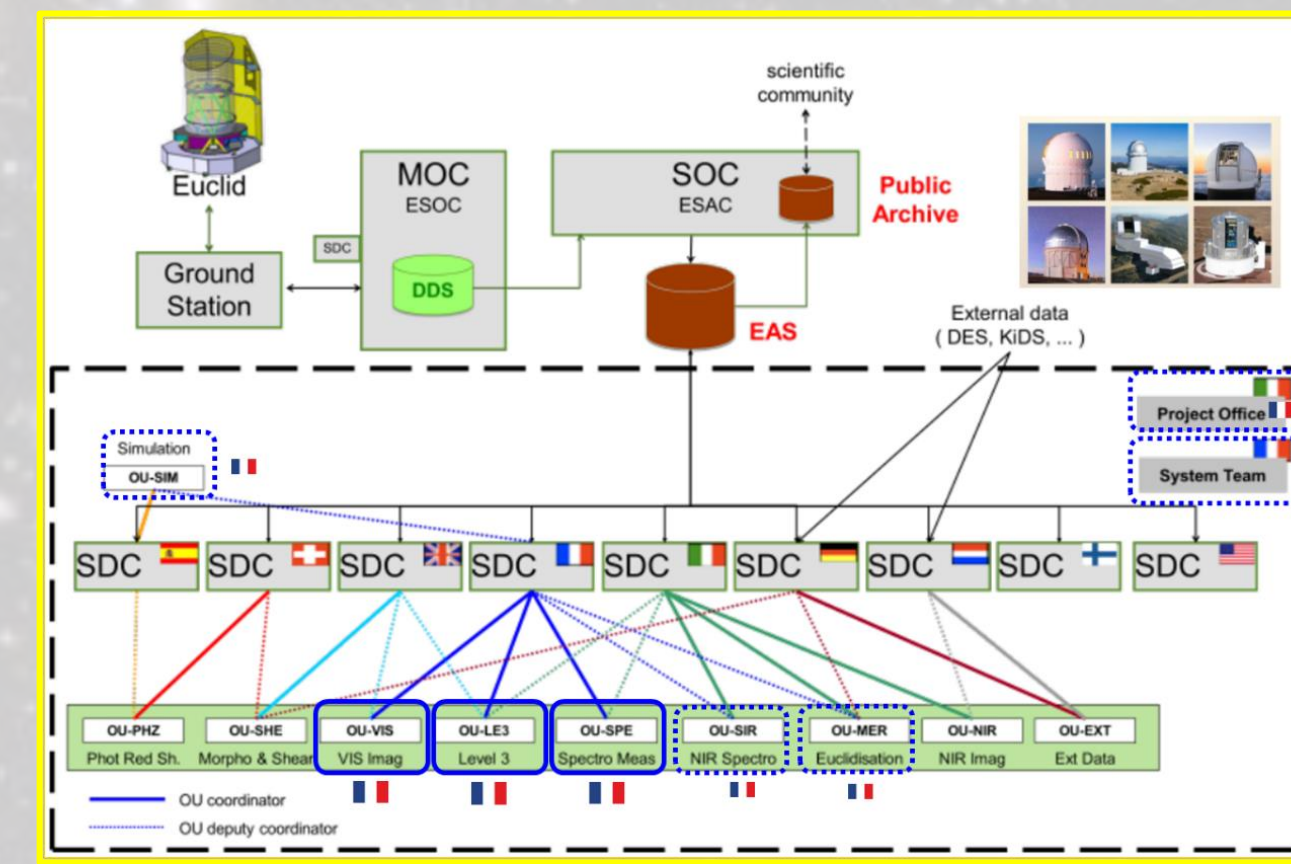 scientific
community
Euclid
MOC
ESOC
SOC
ESAC
Public
Archive
SDC
Ground
Station
DDS
EAS
External data
( DES, KiDS, ... )
Project Office
System Team
Simulation
OU-SIM
SDC SDC SDC SDC SDC SDC SDC SDC SDC
OU-PHZ OU-SHE OU-VIS OU-LE3 OU-SPE OU-SIR OU-MER OU-NIR OU-EXT
Phot Red Sh. Morpho & Shear VIS Imag Level 3 Spectro Meas NIR Spectro Euclidisation NIR Imag Ext Data
OU coordinator
OU deputy coordinator